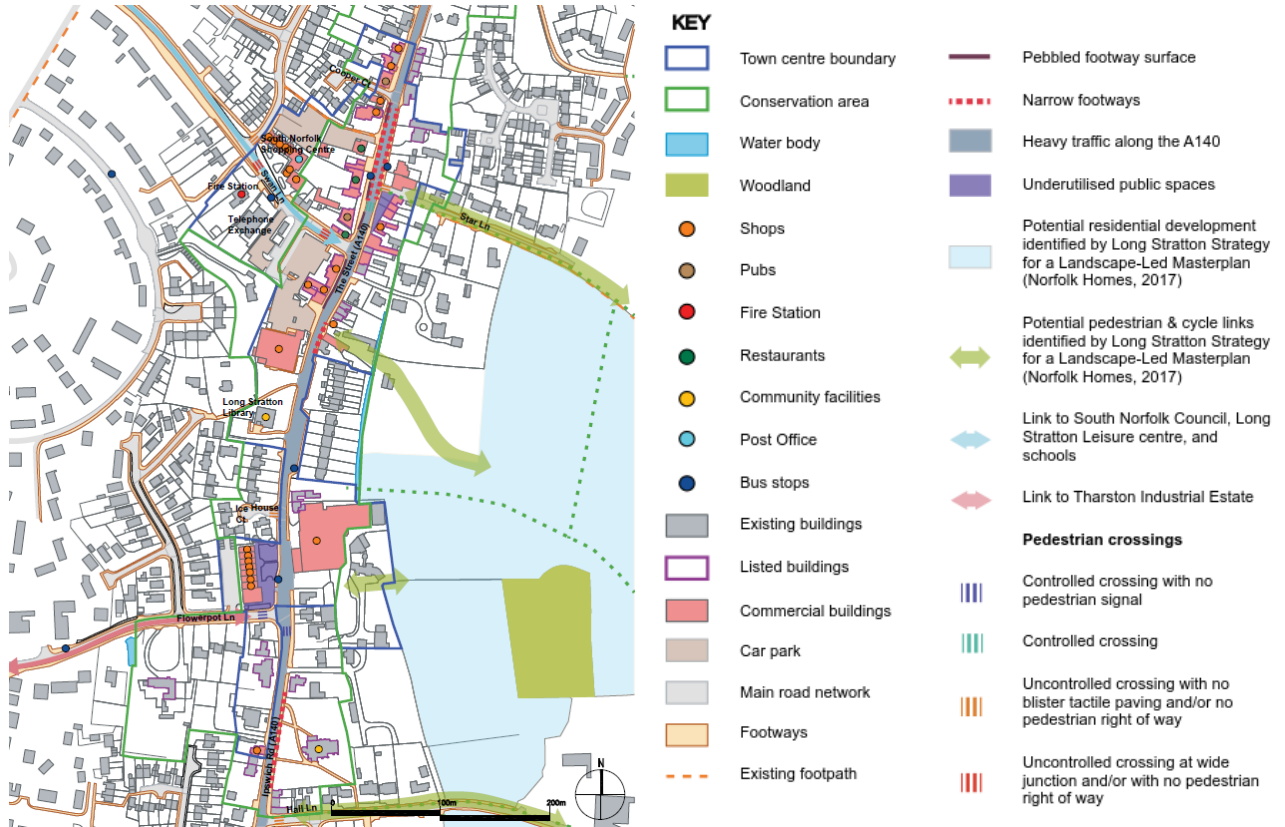 Cooper Ct
South Norfolk
Shopping Centre
Fire Station
Swan Ln
Telephone
Exchange
Star Ln
The Street (A140)
Long Stratton
Library
Ice House
Ct
Flowerpot Ln
Ipswich Rd (A140)
Hall Ln
0
100m
200m
N
KEY
Town centre boundary
Conservation area
Water body
Woodland
Shops
Pubs
Fire Station
Restaurants
Community facilities
Post Office
Bus stops
Existing buildings
Listed buildings
Commercial buildings
Car park
Main road network
Footways
Existing footpath
Pebbled footway surface
Narrow footways
Heavy traffic along the A140
Underutilised public spaces
Potential residential development
identified by Long Stratton Strategy
for a Landscape-Led Masterplan
(Norfolk Homes, 2017)
Potential pedestrian & cycle links
identified by Long Stratton Strategy
for a Landscape-Led Masterplan
(Norfolk Homes, 2017)
Link to South Norfolk Council, Long
Stratton Leisure centre, and
schools
Link to Tharston Industrial Estate
Pedestrian crossings
Controlled crossing with no
pedestrian signal
Controlled crossing
Uncontrolled crossing with no
blister tactile paving and/or no
pedestrian right of way
Uncontrolled crossing at wide
junction and/or with no pedestrian
right of way